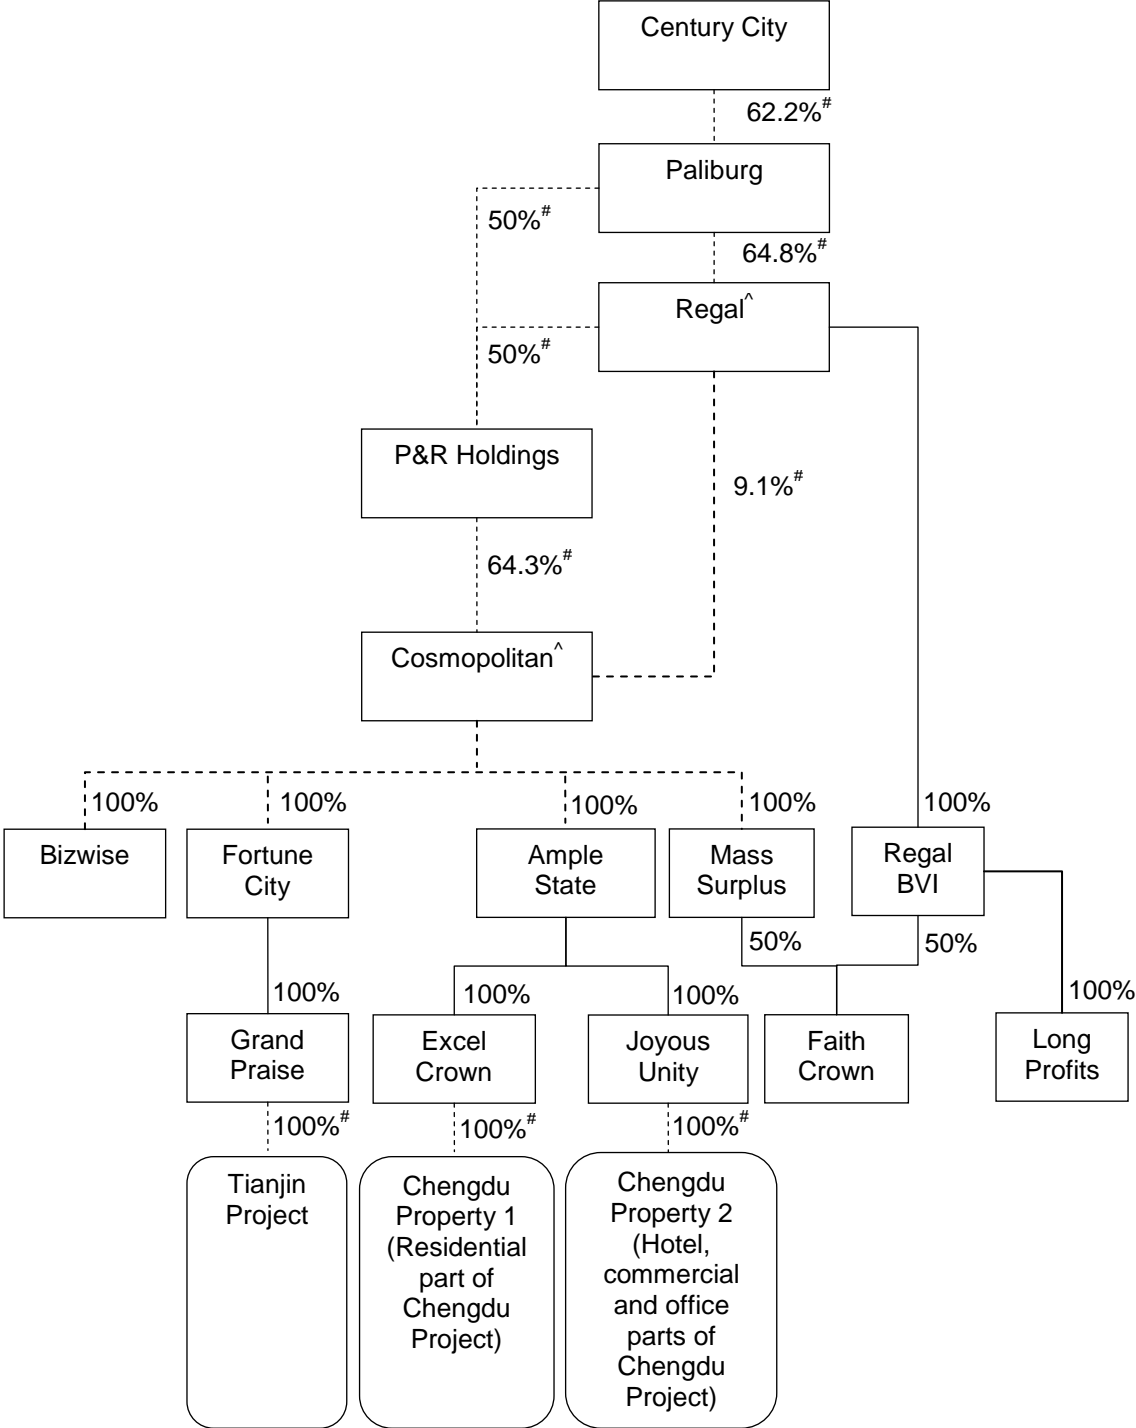 Century City
62.2%#
Paliburg
50%#
64.8%#
Regal^
50%#
P&R Holdings
9.1%#
64.3%#
Cosmopolitan^
100%
100%
100%
100%
100%
Bizwise
Fortune
City
Ample
State
Mass
Surplus
Regal
BVI
50%
50%
100%
100%
100%
100%
Grand
Praise
Excel
Crown
Joyous
Unity
Faith
Crown
Long
Profits
100%#
100%#
100%#
Tianjin
Project
Chengdu
Property 1
(Residential
part of
Chengdu
Project)
Chengdu
Property 2
(Hotel,
commercial
and office
parts of
Chengdu
Project)